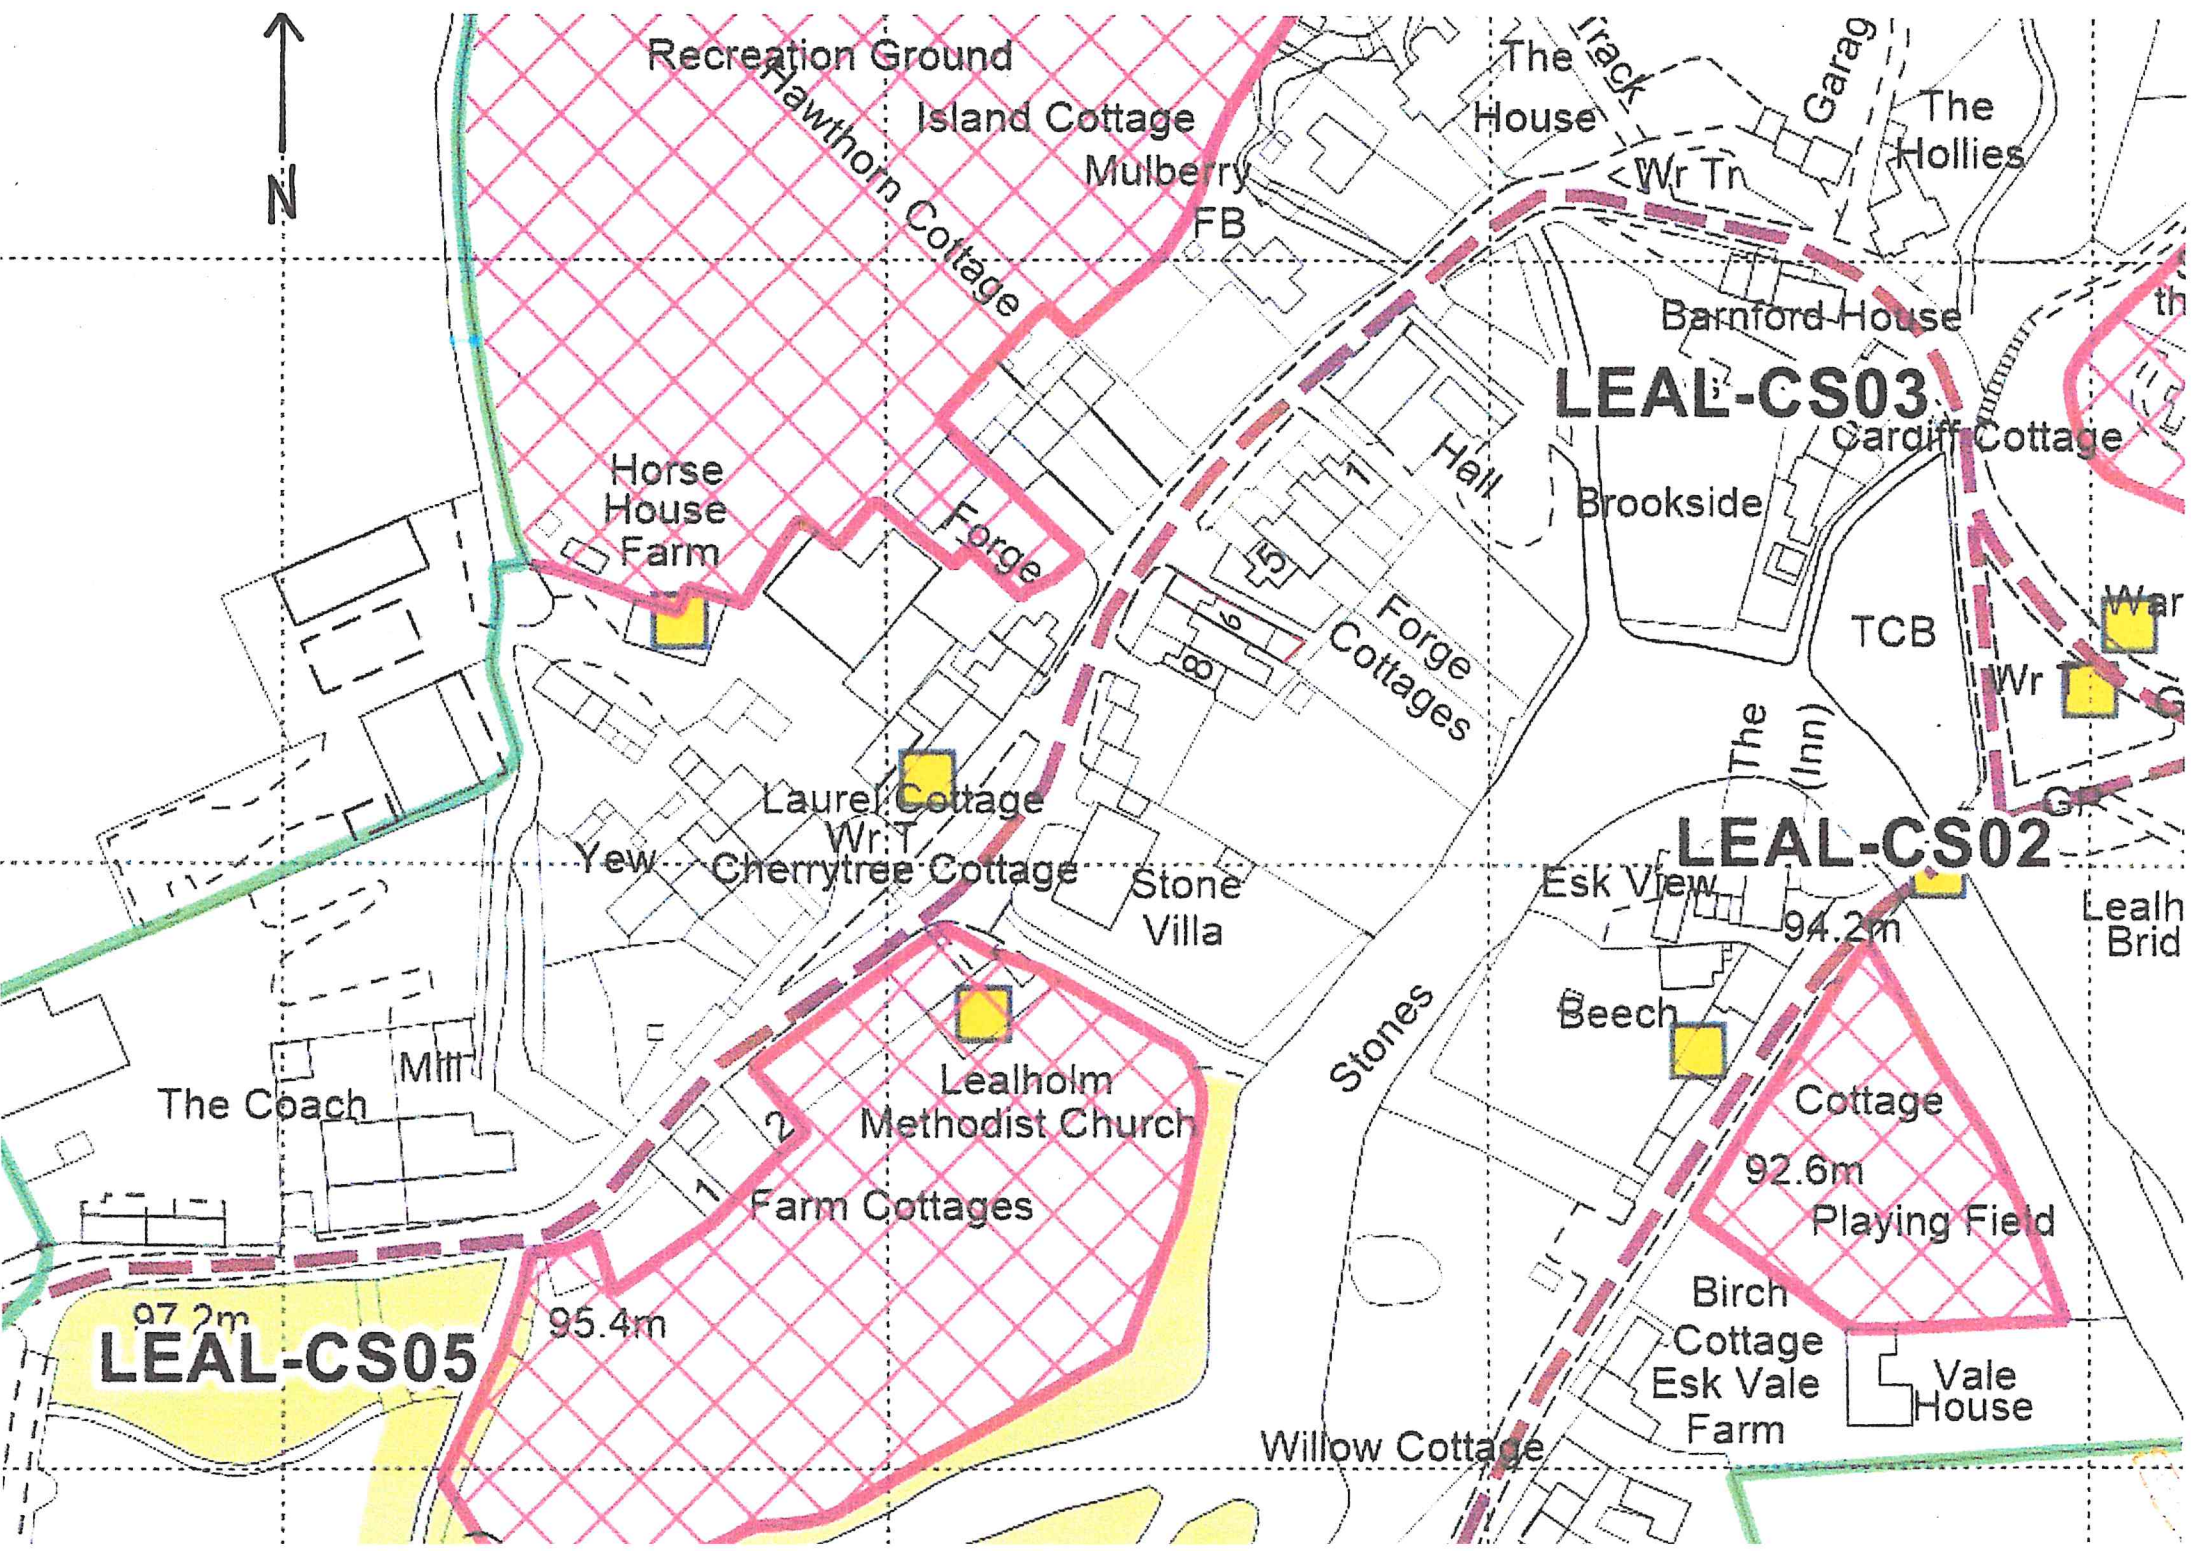 N
Recreation Ground
Hawthorn Cottage
Island Cottage
Mulberry
FB
The
House
Track
Garag
The
Hollies
Wr Tr
Barnford House
th
LEAL-CS03
Cardiff Cottage
Brookside
Hall
1
5
6
8
Forge
Cottages
Horse
House
Farm
Forge
TCB
War
Wr T
G
The
(Inn)
GP
LEAL-CS02
Laurel Cottage
Wr T
Cherrytree Cottage
Yew
Stone
Villa
Esk View
94.2m
Lealh
Brid
Beech
Stones
Mill
The Coach
Lealholm
Methodist Church
2
1
Farm Cottages
Cottage
92.6m
Playing Field
97.2m
LEAL-CS05
95.4m
Birch
Cottage
Esk Vale
Farm
Vale
House
Willow Cottage